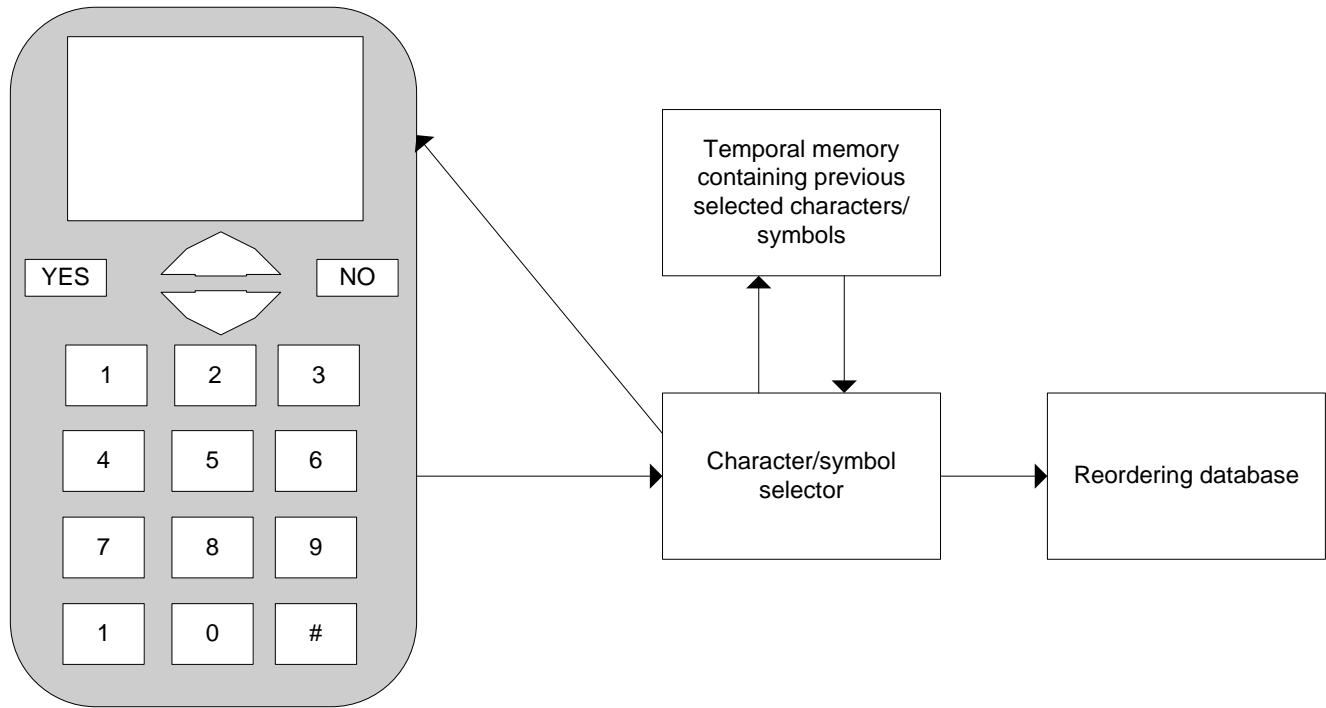 YES
NO
1
2
3
4
5
6
7
8
9
1
0
#
Temporal memory
containing previous
selected characters/
symbols
Character/symbol
selector
Reordering database